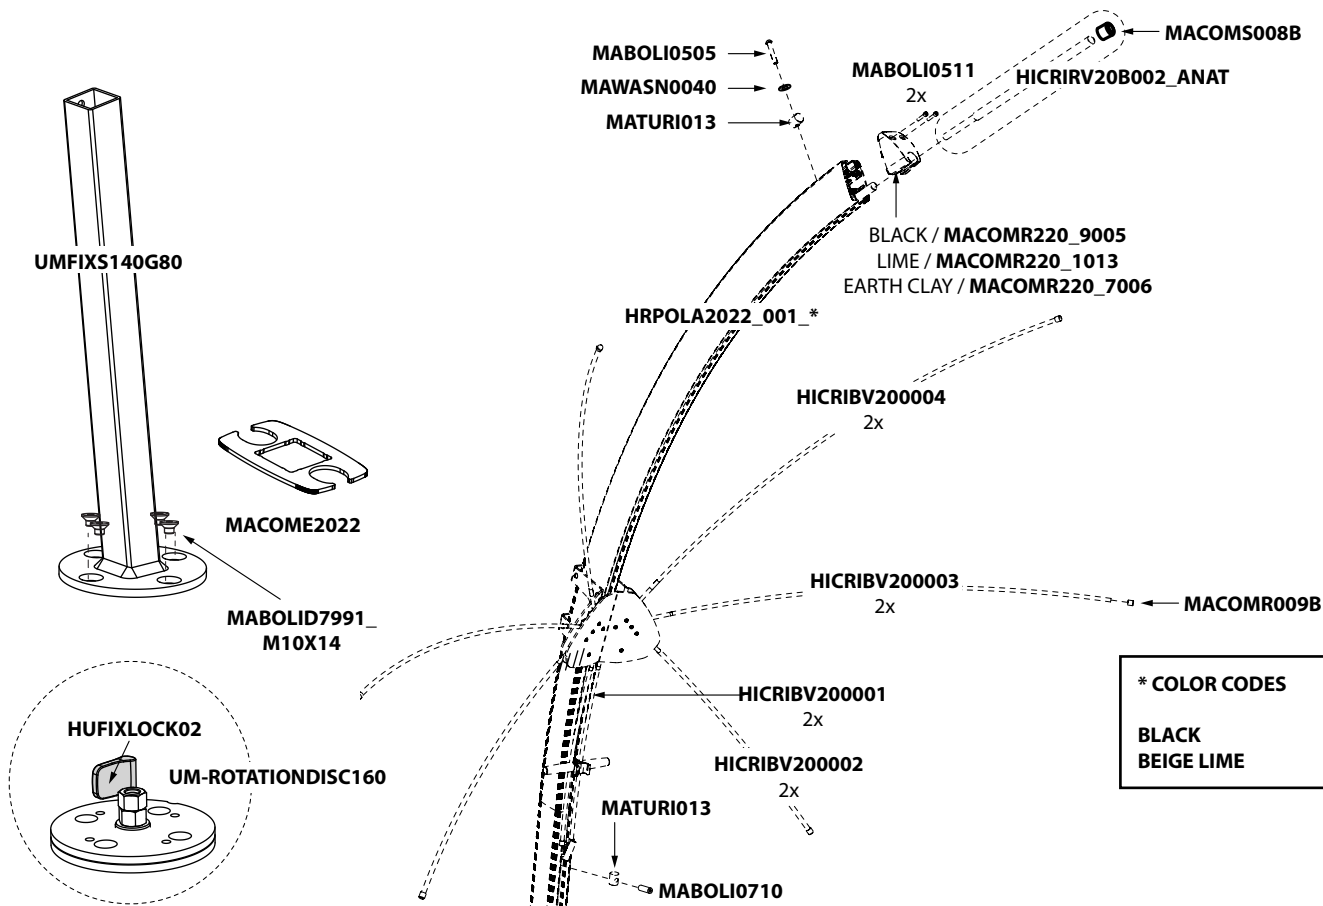 MABOLI0505
MAWASN0040
MATURI013
MABOLI0511
2x
MACOMS008B
HICRIRV20B002_ANAT
UMFIXS140G80
BLACK / MACOMR220_9005
LIME / MACOMR220_1013
EARTH CLAY / MACOMR220_7006
HRPOLA2022_001_*
HICRIBV200004
2x
MACOME2022
HICRIBV200003
2x
MACOMR009B
MABOLID7991_
M10X14
HICRIBV200001
2x
* COLOR CODES
BLACK
BEIGE LIME
HUFIXLOCK02
UM-ROTATIONDISC160
HICRIBV200002
2x
MATURI013
MABOLI0710